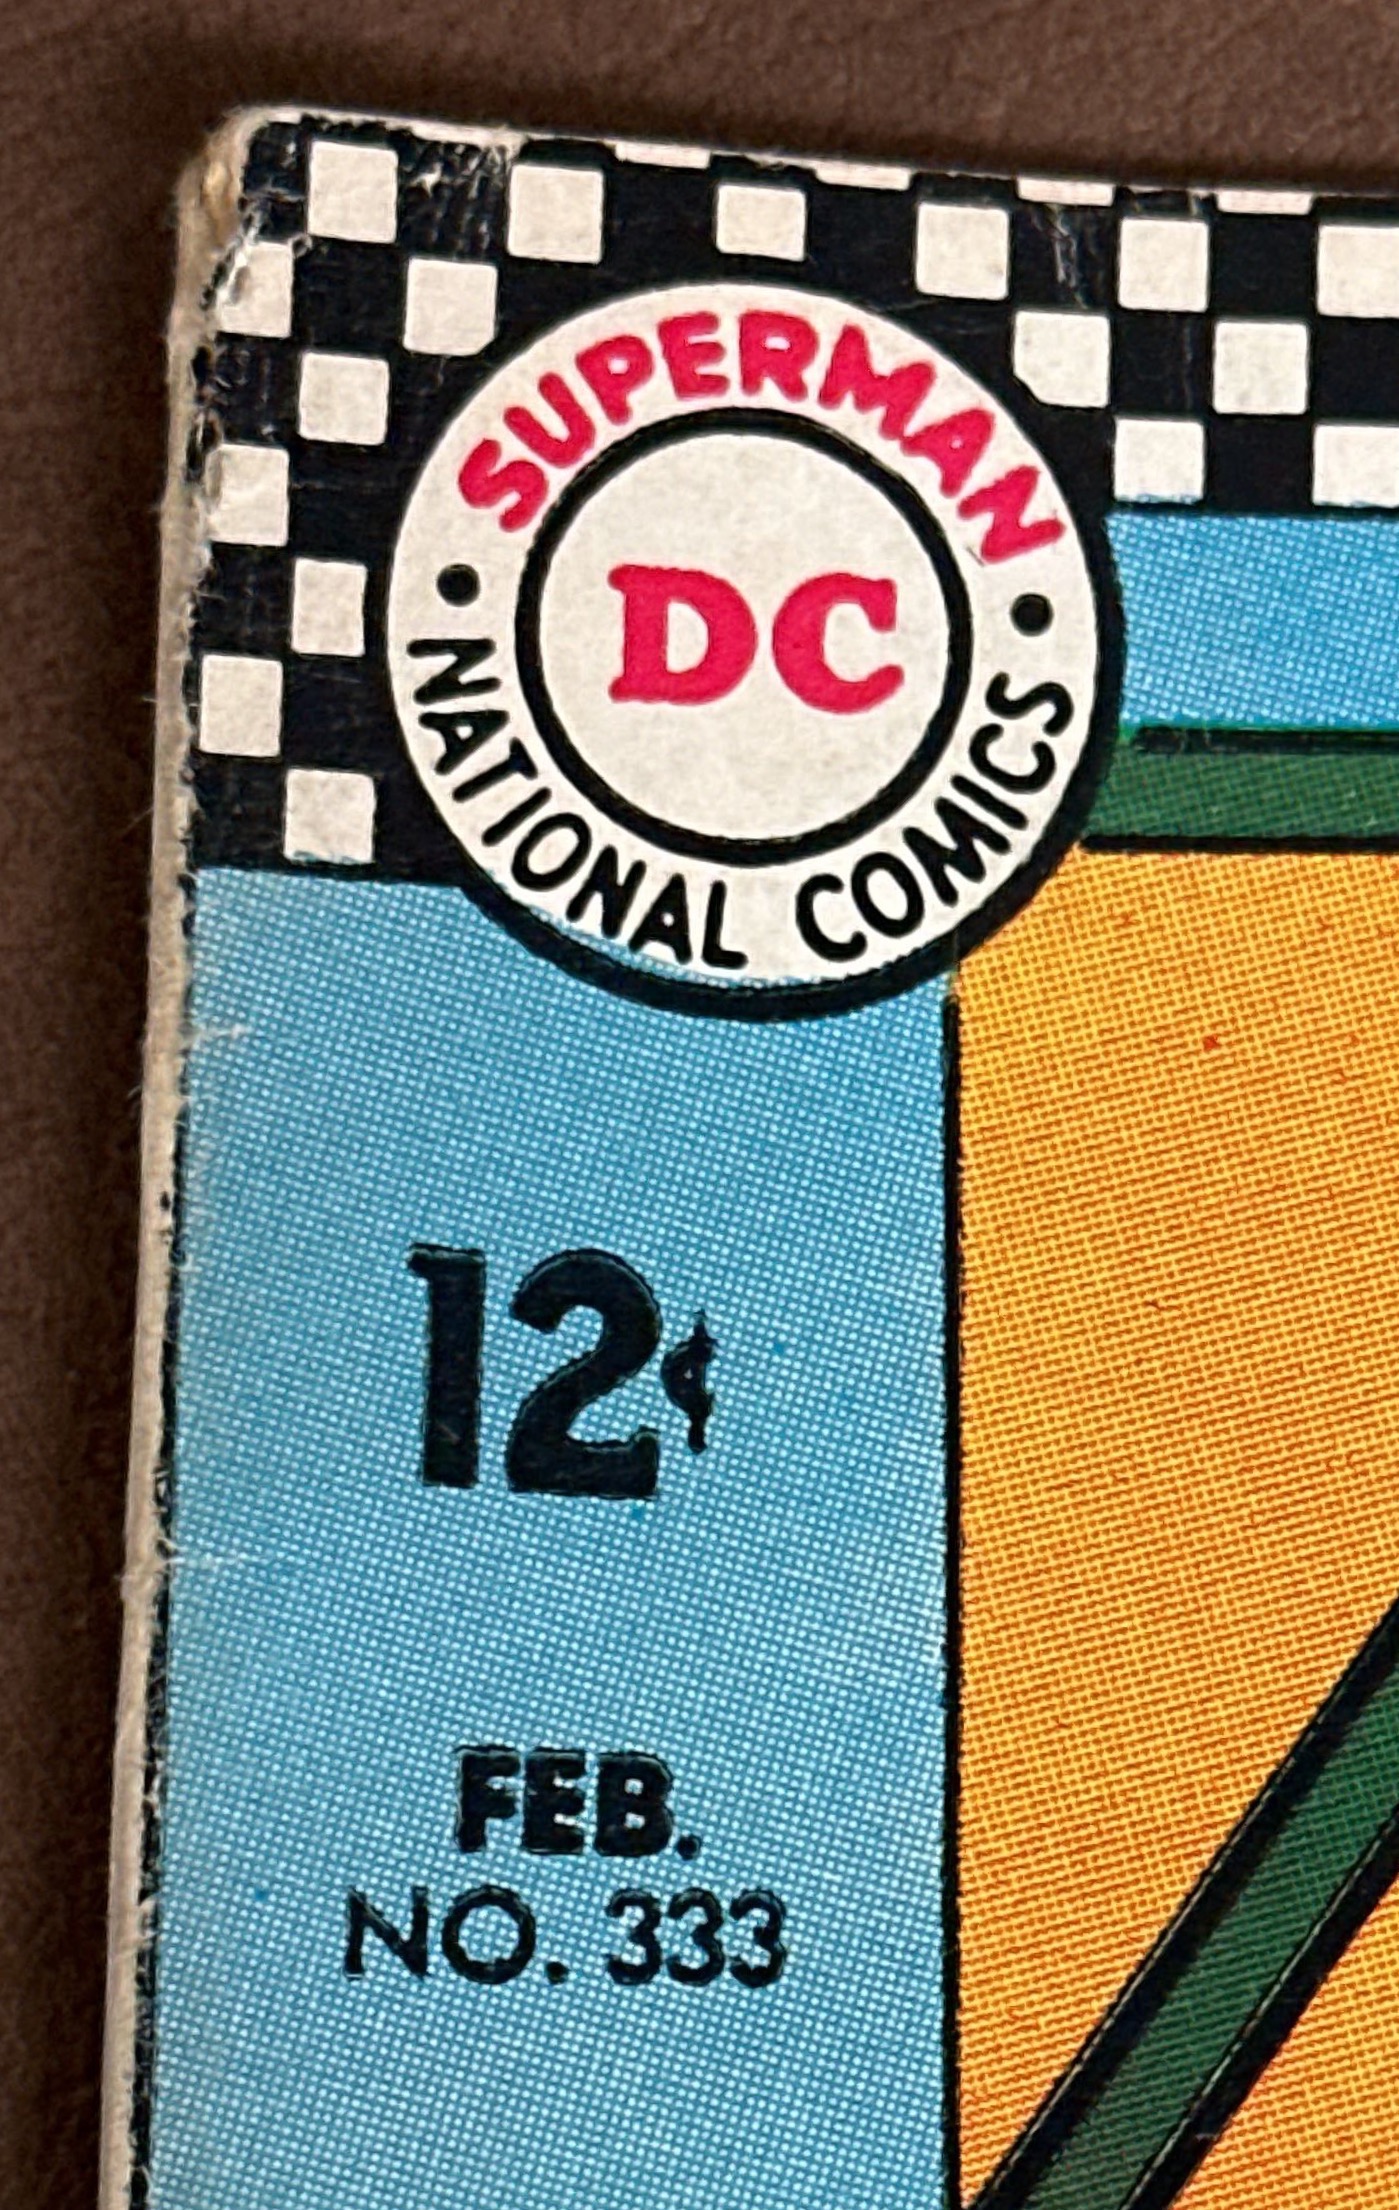 SUPERMAN
DC
• NATIONAL COMICS •
12¢
FEB.
NO. 333